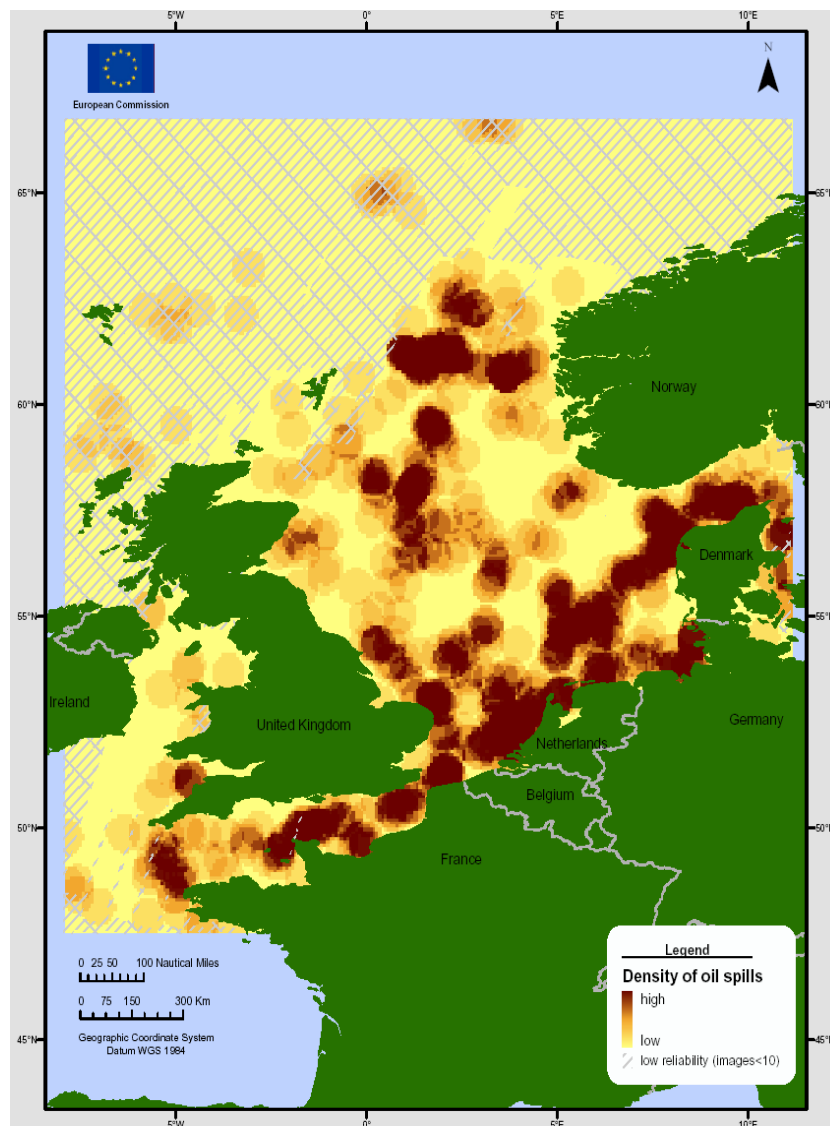 5°W 0° 5°E 10°E
European Commission
N
65°N 65°N
60°N 60°N
Norway
Denmark
55°N 55°N
Ireland
United Kingdom
Netherlands
Germany
Belgium
50°N 50°N
France
Legend
Density of oil spills
high
low
low reliability (images<10)
0 25 50 100 Nautical Miles
0 75 150 300 Km
Geographic Coordinate System
Datum WGS 1984
45°N 45°N
5°W 0° 5°E 10°E